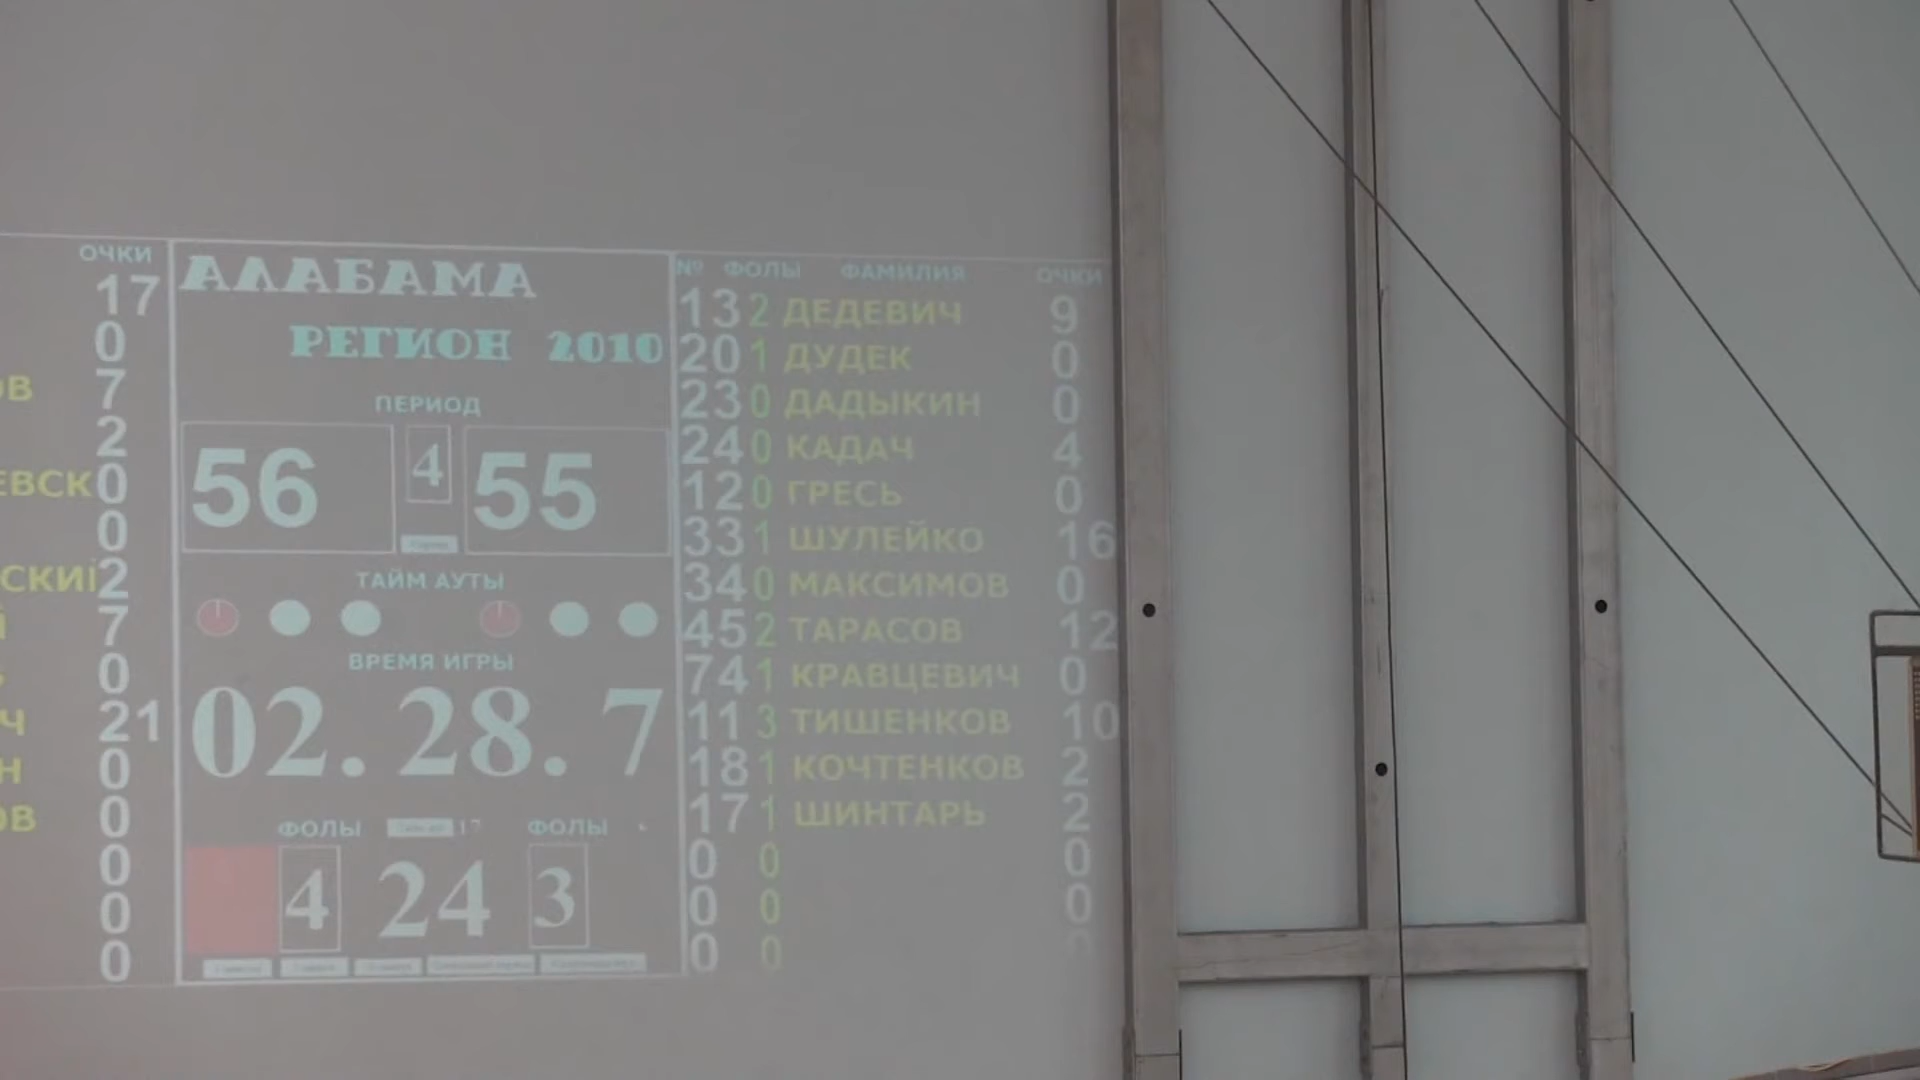 ОЧКИ
17
0
ОВ 7
2
ЕВСК 0
0
СКИЙ 2
Й 7
0
Ч 21
Н 0
ОВ 0
0
0
0
АЛАБАМА
РЕГИОН 2010
ПЕРИОД
56 4 55
ТАЙМ АУТЫ
ВРЕМЯ ИГРЫ
02. 28. 7
ФОЛЫ 17 ФОЛЫ
4 24 3
№ ФОЛЫ ФАМИЛИЯ ОЧКИ
13 2 ДЕДЕВИЧ 9
20 1 ДУДЕК 0
23 0 ДАДЫКИН 0
24 0 КАДАЧ 4
12 0 ГРЕСЬ 0
33 1 ШУЛЕЙКО 16
34 0 МАКСИМОВ 0
45 2 ТАРАСОВ 12
74 1 КРАВЦЕВИЧ 0
11 3 ТИШЕНКОВ 10
18 1 КОЧТЕНКОВ 2
17 1 ШИНТАРЬ 2
0 0 0
0 0 0
0 0 0